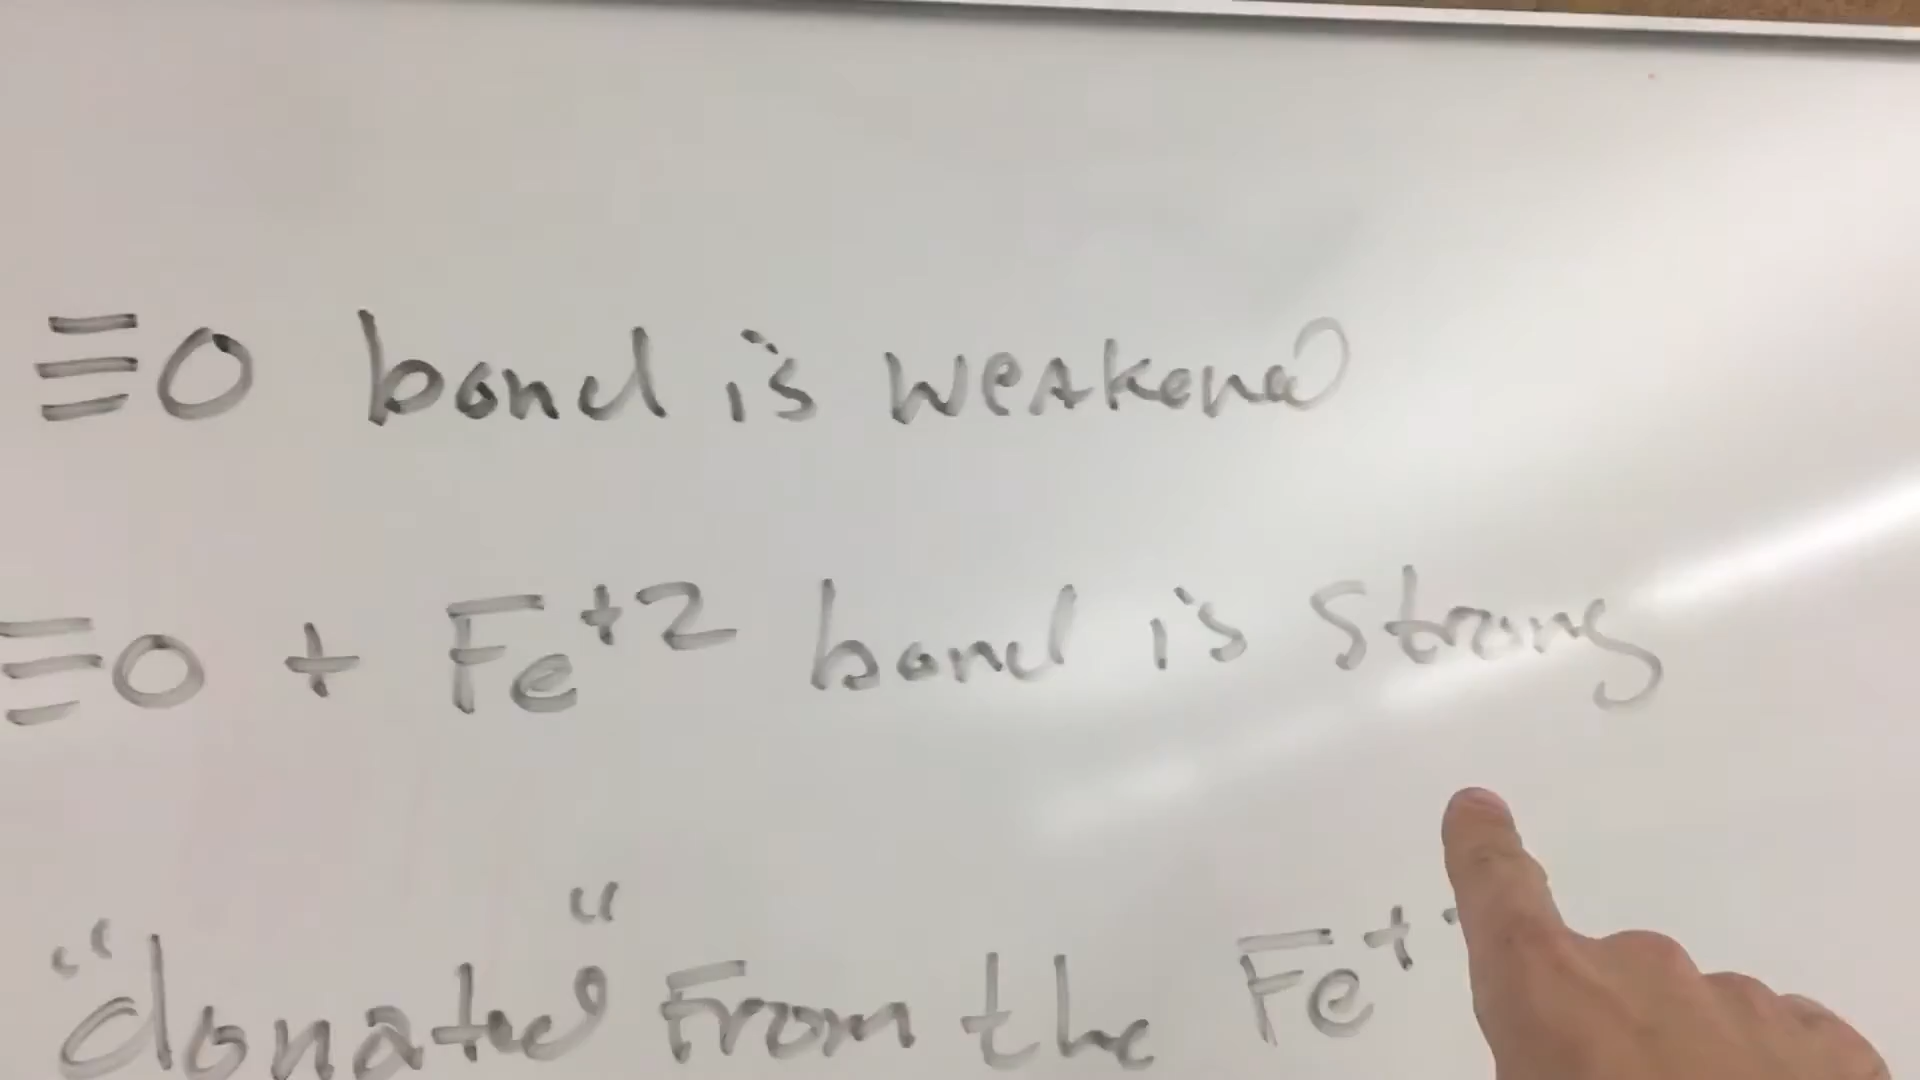 ≡O bond is weakened
≡O + Fe⁺² bond is strong
"donated" from the Fe⁺